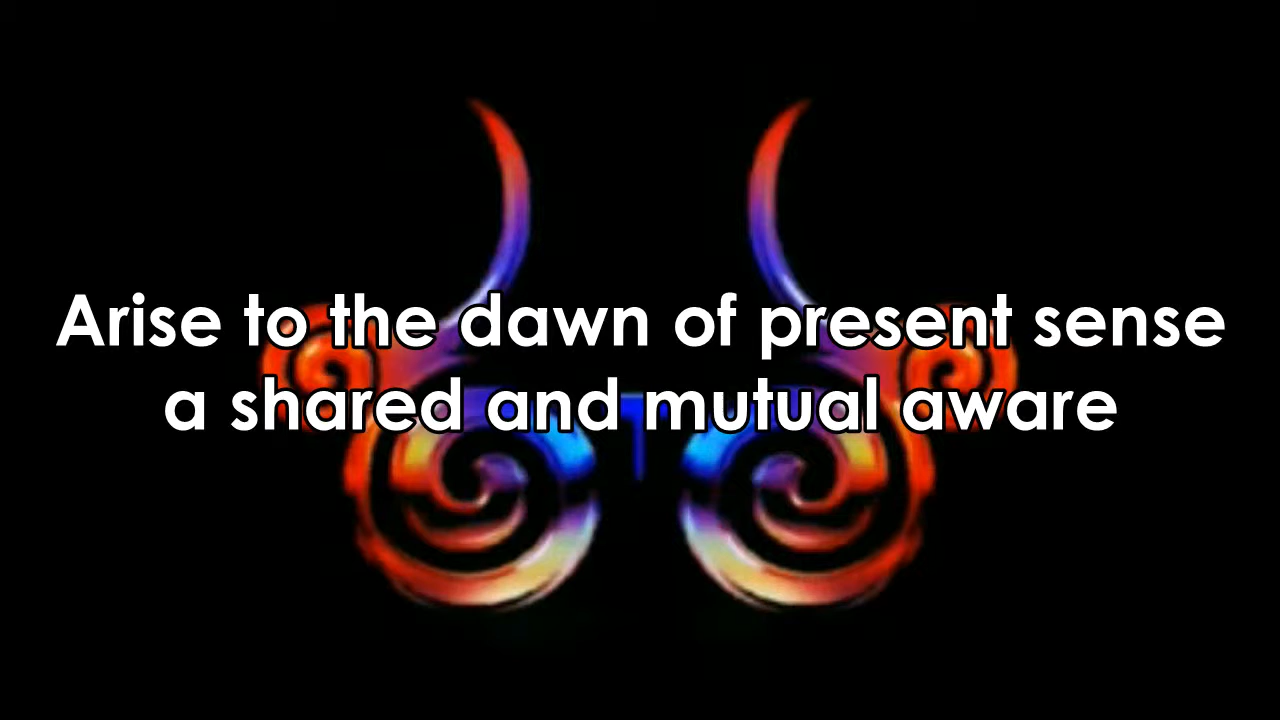 Arise to the dawn of present sense
a shared and mutual aware